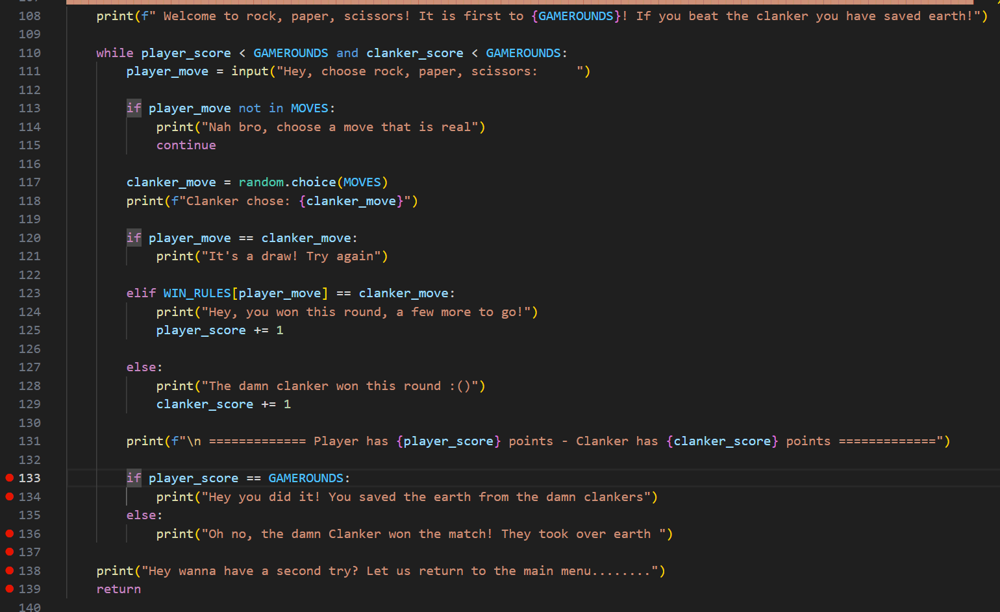 108 print(f" Welcome to rock, paper, scissors! It is first to {GAMEROUNDS}! If you beat the clanker you have saved earth!")
109
110 while player_score < GAMEROUNDS and clanker_score < GAMEROUNDS:
111 player_move = input("Hey, choose rock, paper, scissors:     ")
112
113 if player_move not in MOVES:
114 print("Nah bro, choose a move that is real")
115 continue
116
117 clanker_move = random.choice(MOVES)
118 print(f"Clanker chose: {clanker_move}")
119
120 if player_move == clanker_move:
121 print("It's a draw! Try again")
122
123 elif WIN_RULES[player_move] == clanker_move:
124 print("Hey, you won this round, a few more to go!")
125 player_score += 1
126
127 else:
128 print("The damn clanker won this round :()")
129 clanker_score += 1
130
131 print(f"\n ============= Player has {player_score} points - Clanker has {clanker_score} points =============")
132
133 if player_score == GAMEROUNDS:
134 print("Hey you did it! You saved the earth from the damn clankers")
135 else:
136 print("Oh no, the damn Clanker won the match! They took over earth ")
137
138 print("Hey wanna have a second try? Let us return to the main menu........")
139 return
140